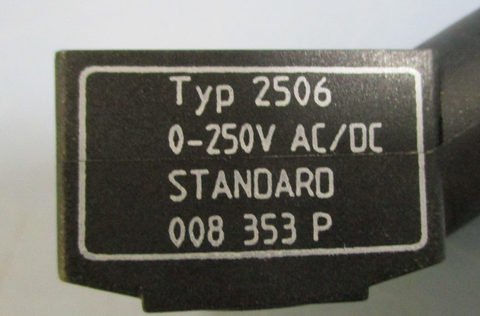 Typ 2506
0-250V AC/DC
STANDARD
008 353 P